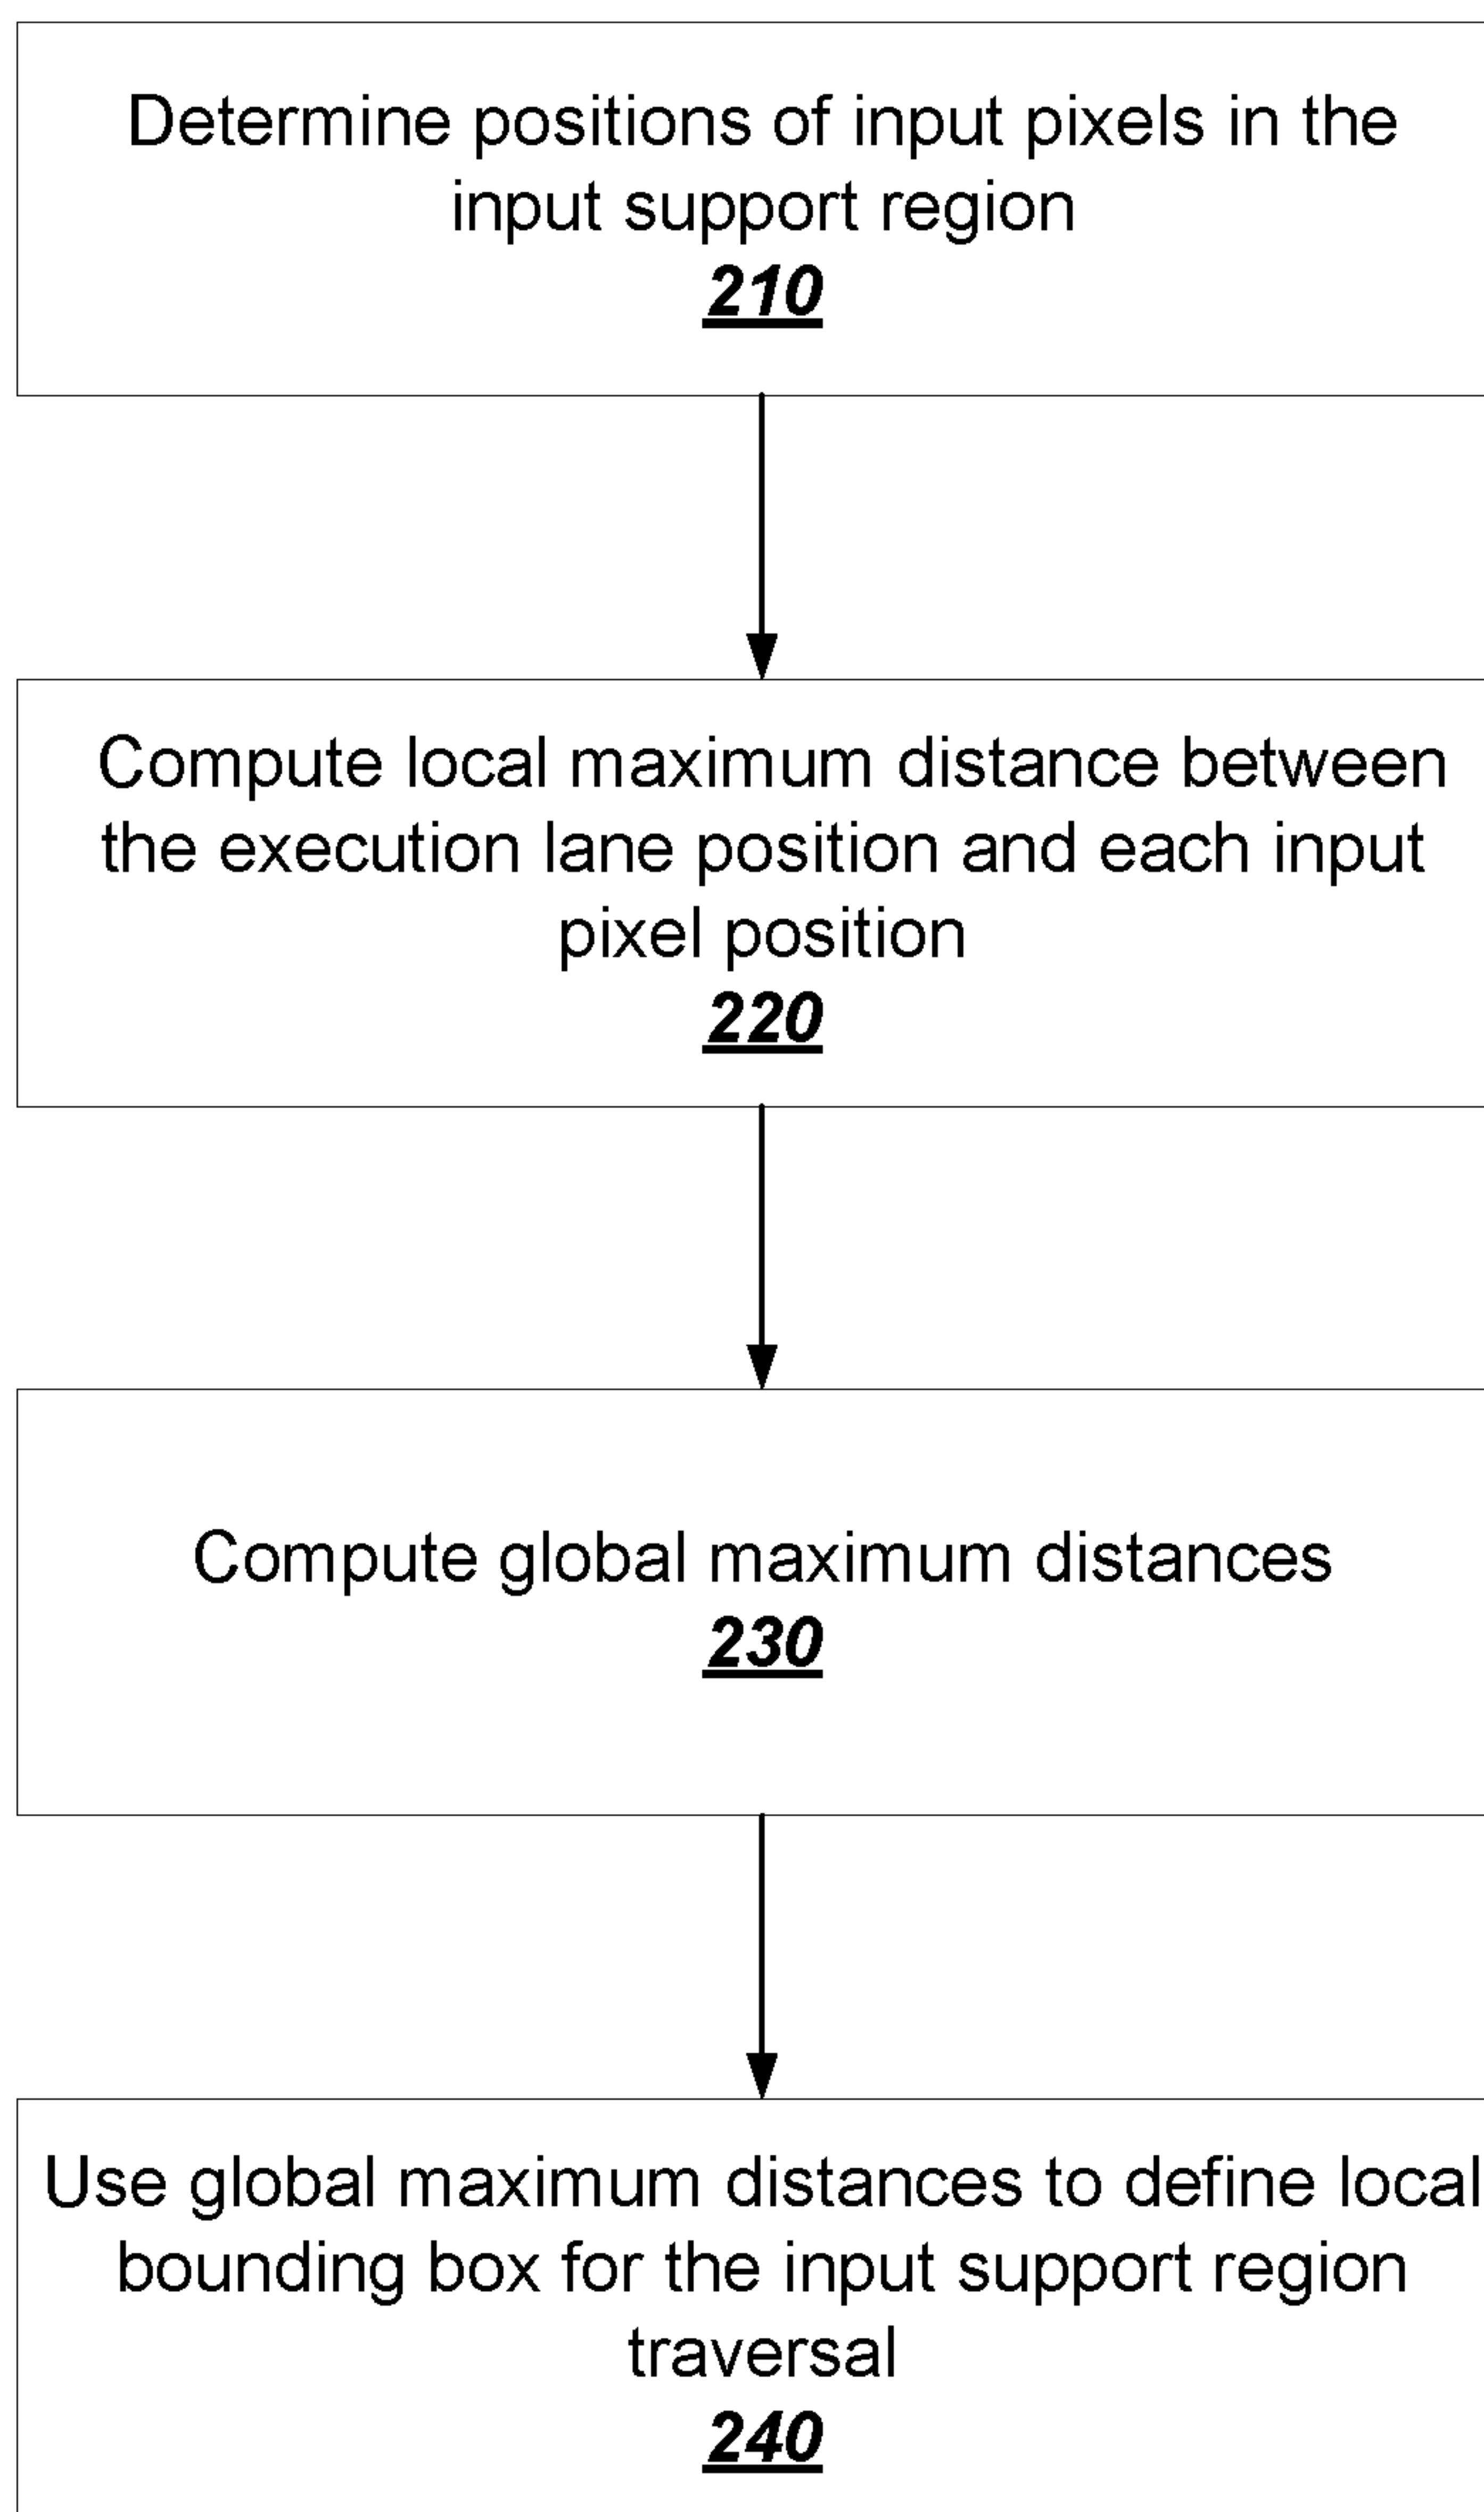 Determine positions of input pixels in the
input support region
210
Compute local maximum distance between
the execution lane position and each input
pixel position
220
Compute global maximum distances
230
Use global maximum distances to define local
bounding box for the input support region
traversal
240